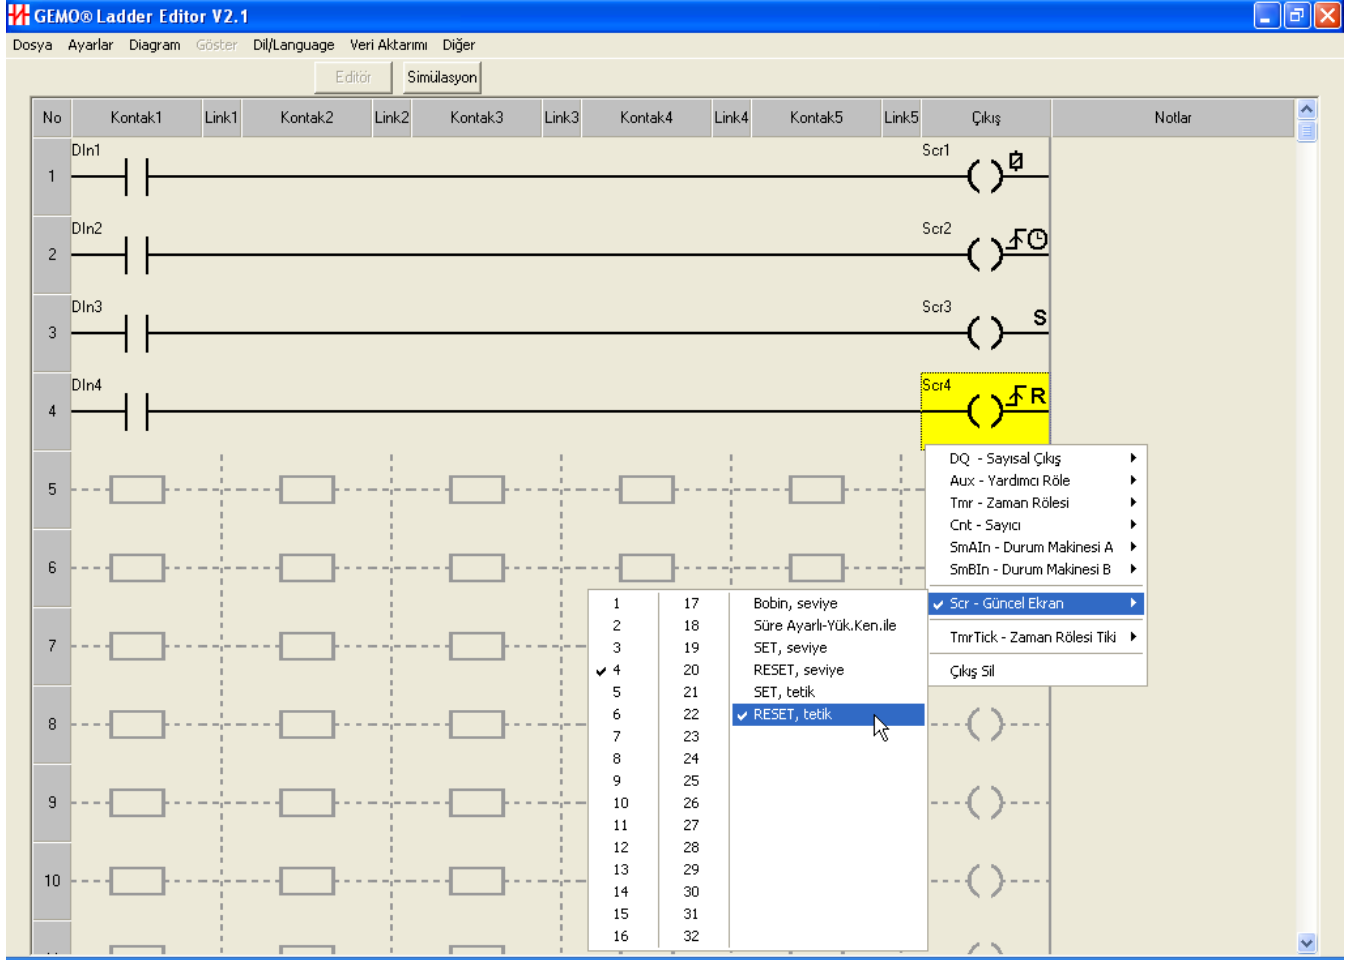 GEMO® Ladder Editor V2.1
Dosya Ayarlar Diagram Göster Dil/Language Veri Aktarımı Diğer
Editör Simülasyon
No Kontak1 Link1 Kontak2 Link2 Kontak3 Link3 Kontak4 Link4 Kontak5 Link5 Çıkış Notlar
DIn1 Scr1
1
DIn2 Scr2
2
DIn3 Scr3
3 S
DIn4 Scr4
4 R
5
6
7
8
9
10
DQ - Sayısal Çıkış
Aux - Yardımcı Röle
Tmr - Zaman Rölesi
Cnt - Sayıcı
SmAIn - Durum Makinesi A
SmBIn - Durum Makinesi B
Scr - Güncel Ekran
TmrTick - Zaman Rölesi Tiki
Çıkış Sil
1 17 Bobin, seviye
2 18 Süre Ayarlı-Yük.Ken.ile
3 19 SET, seviye
4 20 RESET, seviye
5 21 SET, tetik
6 22 RESET, tetik
7 23
8 24
9 25
10 26
11 27
12 28
13 29
14 30
15 31
16 32